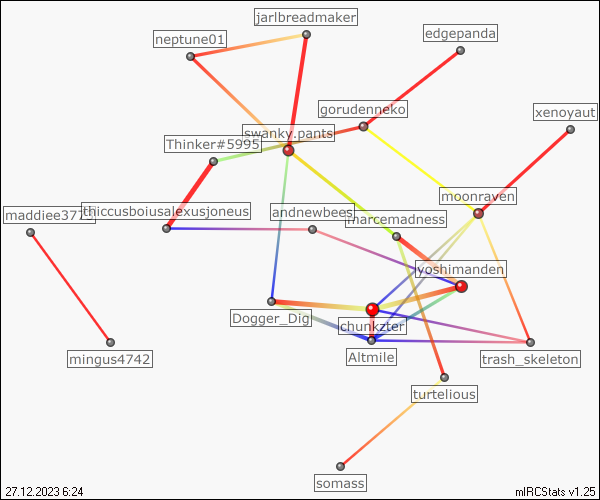 jarlbreadmaker
neptune01
edgepanda
gorudenneko
xenoyaut
swanky.pants
Thinker#5995
moonraven
thiccusboiusalexusjoneus
andnewbees
marcemadness
yoshimanden
Dogger_Dig
chunkzter
Altmile
trash_skeleton
mingus4742
turtelious
somass
27.12.2023 6:24
mIRCStats v1.25